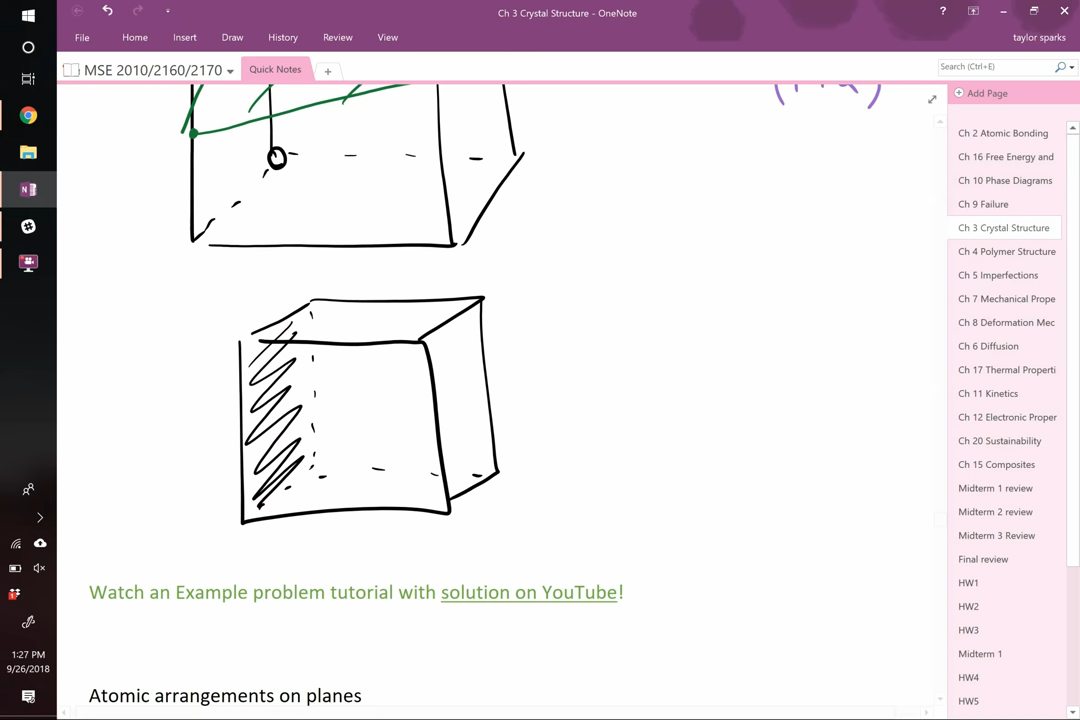 Ch 3 Crystal Structure - OneNote
?
File Home Insert Draw History Review View
taylor sparks
MSE 2010/2160/2170
Quick Notes
+
Search (Ctrl+E)
Add Page
Ch 2 Atomic Bonding
Ch 16 Free Energy and
Ch 10 Phase Diagrams
Ch 9 Failure
Ch 3 Crystal Structure
Ch 4 Polymer Structure
Ch 5 Imperfections
Ch 7 Mechanical Prope
Ch 8 Deformation Mec
Ch 6 Diffusion
Ch 17 Thermal Properti
Ch 11 Kinetics
Ch 12 Electronic Proper
Ch 20 Sustainability
Ch 15 Composites
Midterm 1 review
Midterm 2 review
Midterm 3 Review
Final review
HW1
HW2
HW3
Midterm 1
HW4
HW5
Watch an Example problem tutorial with solution on YouTube!
Atomic arrangements on planes
1:27 PM
9/26/2018